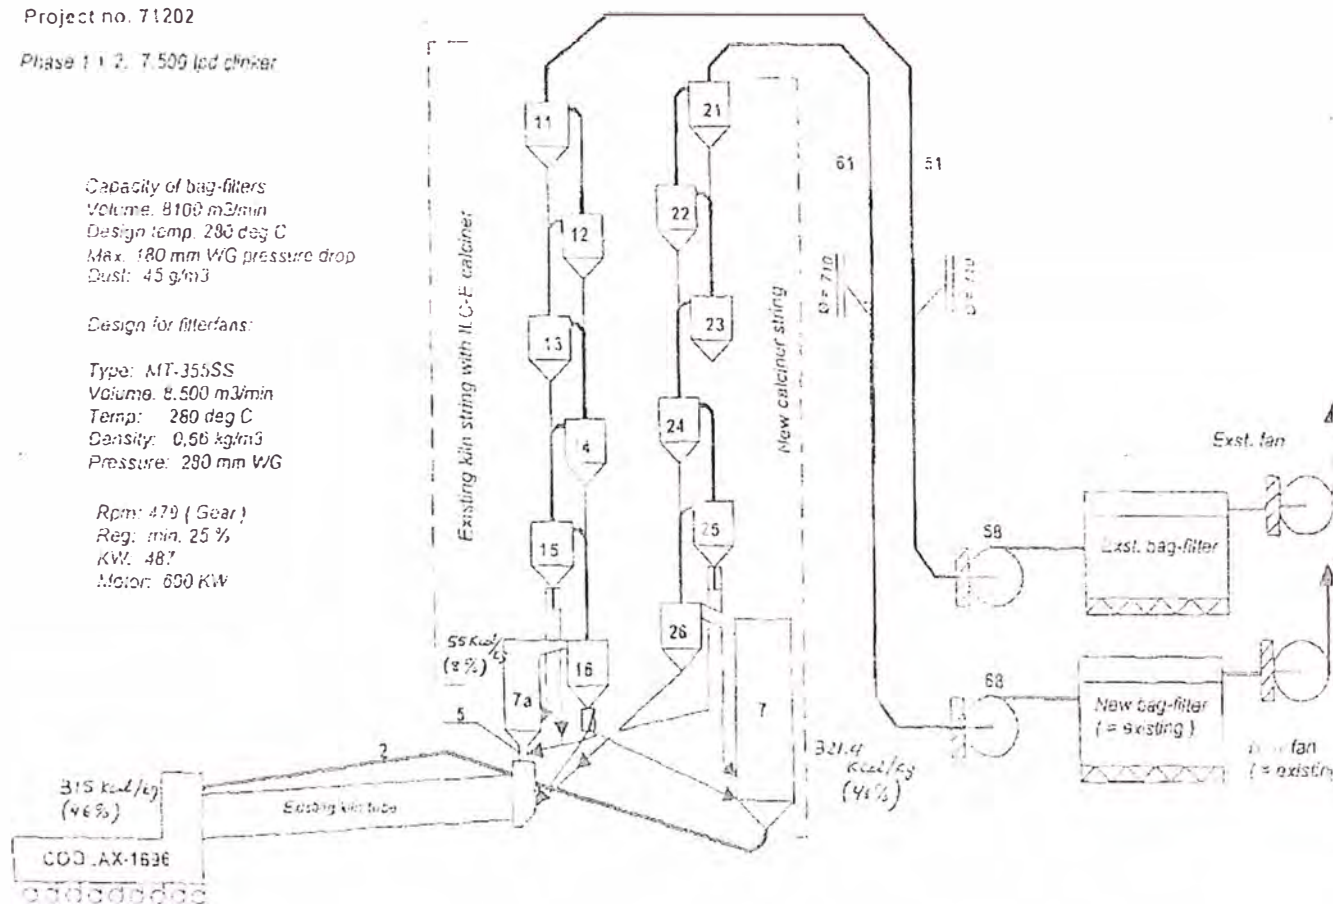 Project no. 71202
Phase 1 + 2. 7.500 tpd clinker
Capacity of bag-filters
Volume: 8100 m3/min
Design temp. 280 deg C
Max. 180 mm WG pressure drop
Dust: 45 g/m3
Design for filterfans:
Type: MT-355SS
Volume. 8.500 m3/min
Temp: 280 deg C
Density: 0,66 kg/m3
Pressure: 280 mm WG
Rpm: 479 ( Gear )
Reg: min. 25 %
KW: 487
Motor: 600 KW
Existing kiln string with ILC-E calciner
New calciner string
11
12
13
14
15
16
7a
5
2
21
22
23
24
25
26
7
61
51
D = 710
D = 710
58
68
Exst. fan
Exst. bag-filter
New bag-filter
( = existing )
fan
( = existing
55 Kcal/kg
(8%)
315 kcal/kg
(46%)
321.4
Kcal/kg
(46%)
Existing kiln tube
AX-1696